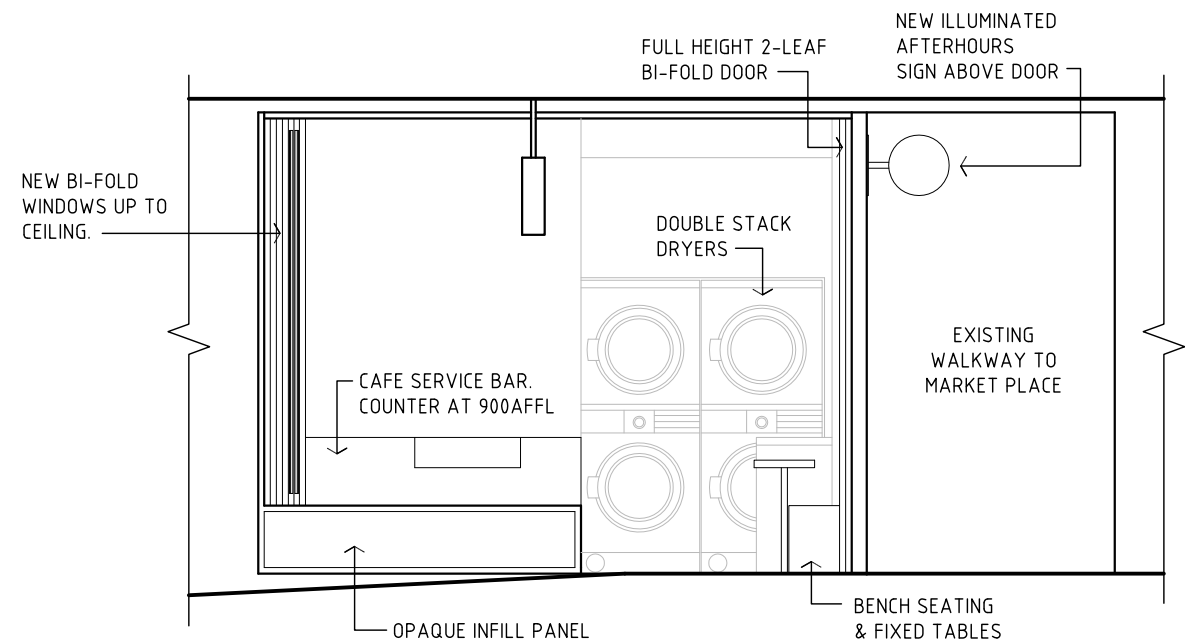 NEW ILLUMINATED
AFTERHOURS
SIGN ABOVE DOOR
FULL HEIGHT 2-LEAF
BI-FOLD DOOR
NEW BI-FOLD
WINDOWS UP TO
CEILING.
DOUBLE STACK
DRYERS
EXISTING
WALKWAY TO
MARKET PLACE
CAFE SERVICE BAR.
COUNTER AT 900AFFL
BENCH SEATING
& FIXED TABLES
OPAQUE INFILL PANEL